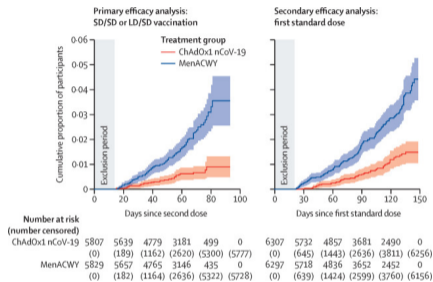 Primary efficacy analysis:
SD/SD or LD/SD vaccination
Secondary efficacy analysis:
first standard dose
Treatment group
ChAdOx1 nCoV-19
MenACWY
Cumulative proportion of participants
0·06
0·05
0·04
0·03
0·02
0·01
0
Exclusion period
Exclusion period
0 20 40 60 80 100
0 30 60 90 120 150
Days since second dose
Days since first standard dose
Number at risk
(number censored)
ChAdOx1 nCoV-19 5807 5639 4779 3181 499 0 6307 5732 4857 3681 2490 0
(0) (189) (1162) (2620) (5300) (5777) (0) (645) (1443) (2636) (3811) (6256)
MenACWY 5829 5657 4765 3146 435 0 6297 5718 4836 3652 2452 0
(0) (182) (1164) (2636) (5322) (5728) (0) (639) (1424) (2599) (3760) (6156)